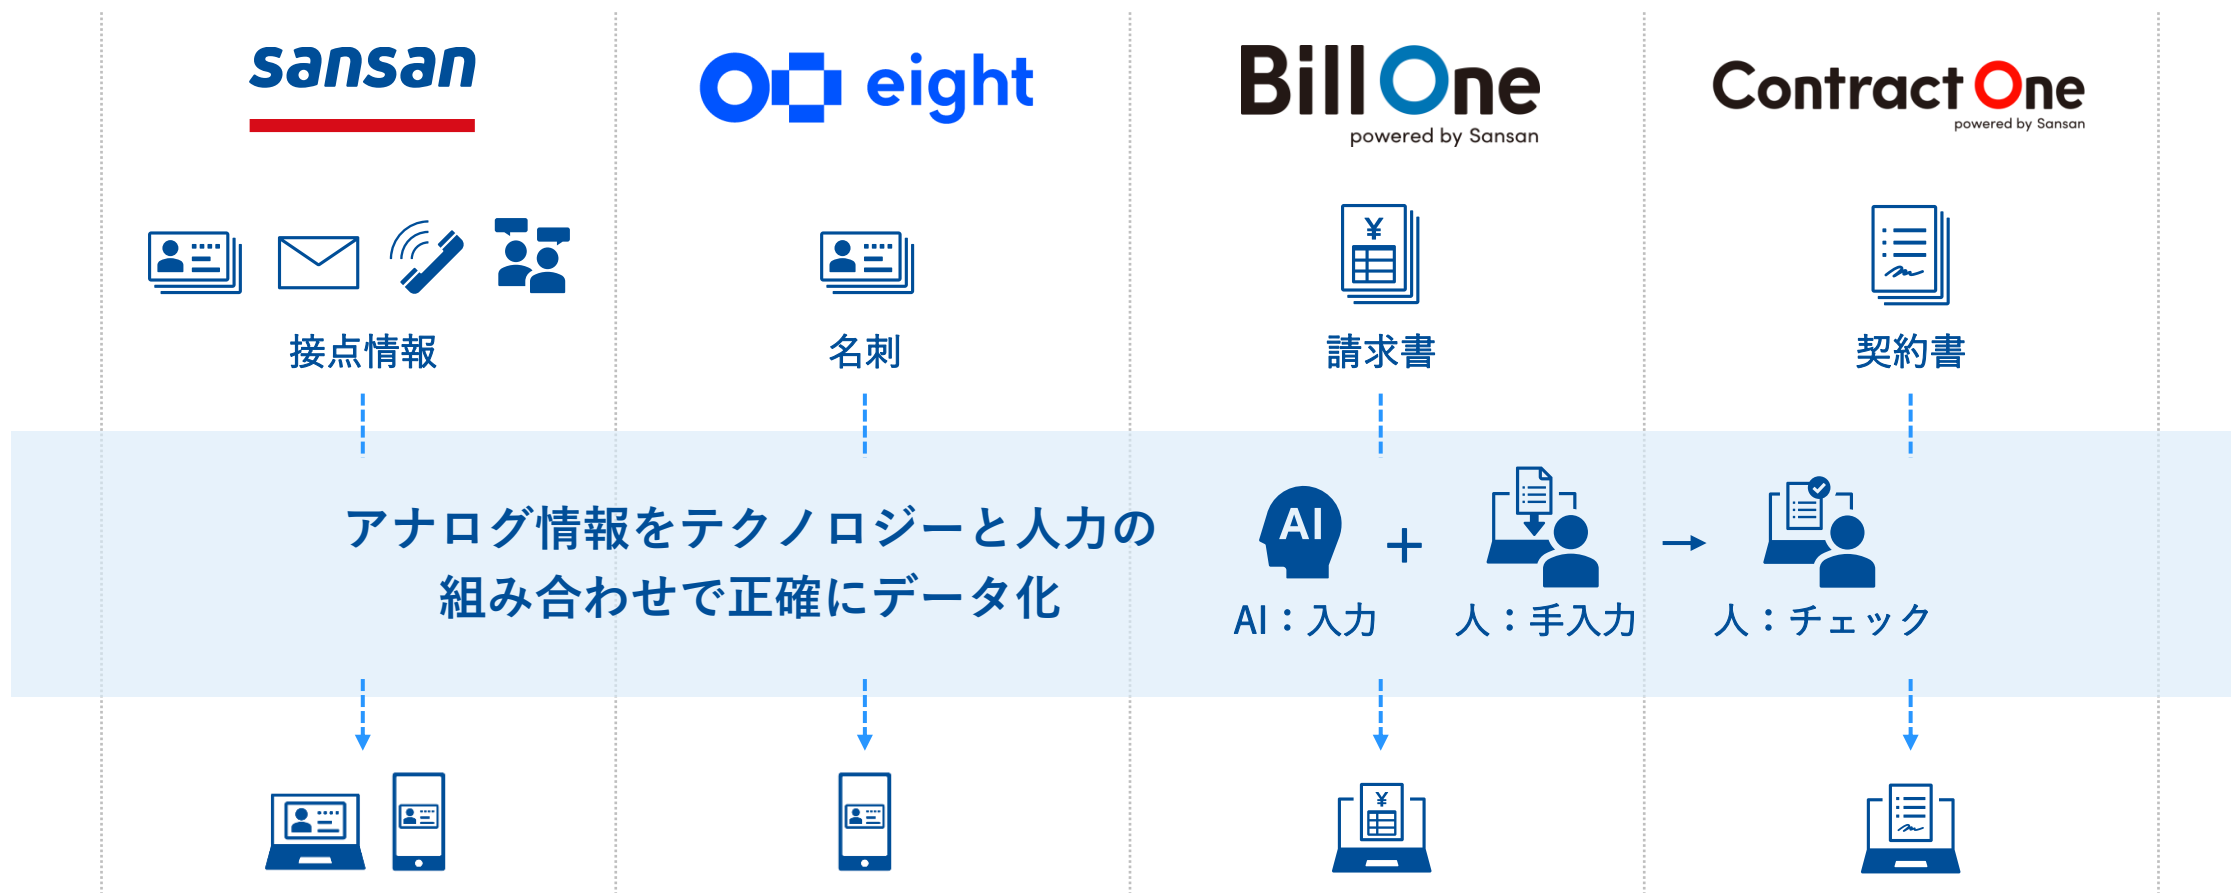 sansan
eight
Bill One
powered by Sansan
Contract One
powered by Sansan
¥
接点情報
名刺
請求書
契約書
アナログ情報をテクノロジーと人力の
組み合わせで正確にデータ化
AI
+
AI：入力
人：手入力
人：チェック
¥